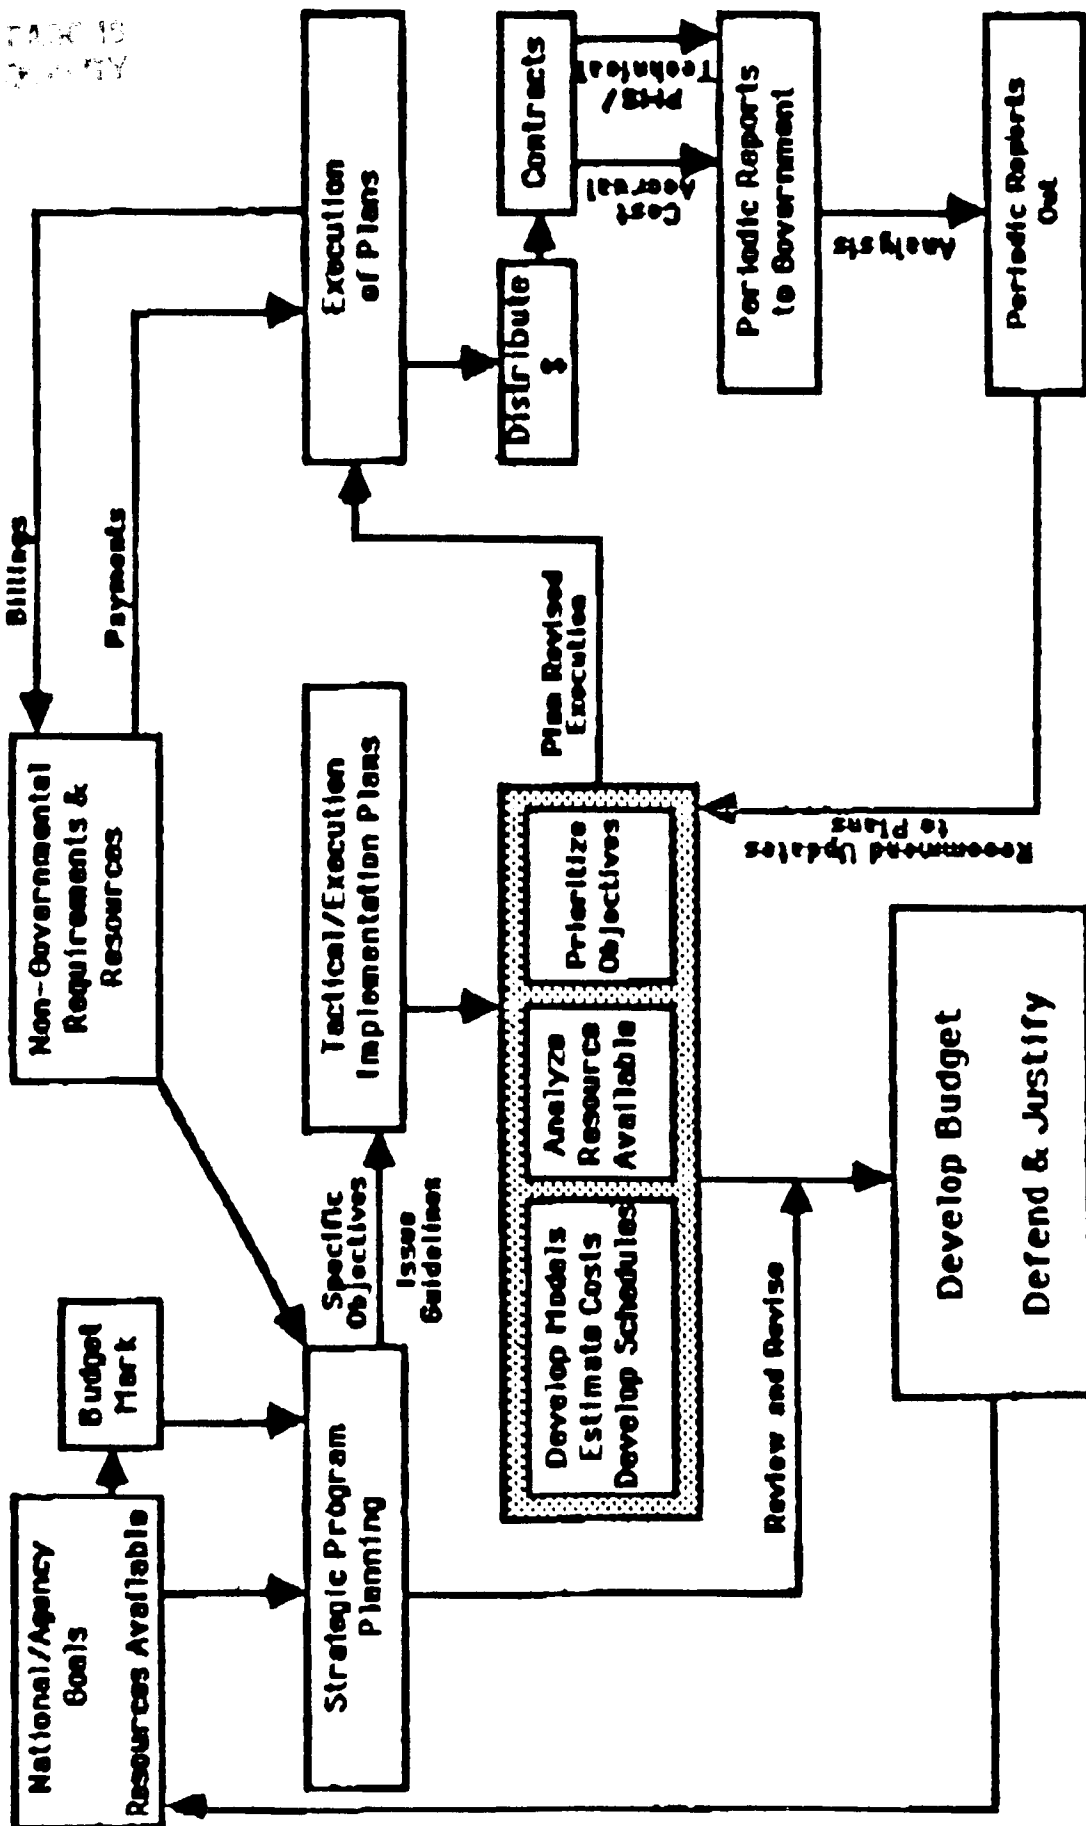 National/Agency
Goals
Resources Available
Budget
Mark
Non-Governmental
Requirements &
Resources
Billings
Payments
Strategic Program
Planning
Specific
Objectives
Issue
Guidelines
Tactical/Execution
Implementation Plans
Execution
of Plans
Develop Models
Estimate Costs
Develop Schedules
Analyze
Resource
Available
Prioritize
Objectives
Plan Revised
Execution
Distribute
$
Contracts
Cost
Accrual
PMS/
Technical
Review and Revise
Recommend Updates
to Plans
Periodic Reports
to Government
Analysis
Develop Budget
Defend & Justify
Periodic Reports
Out